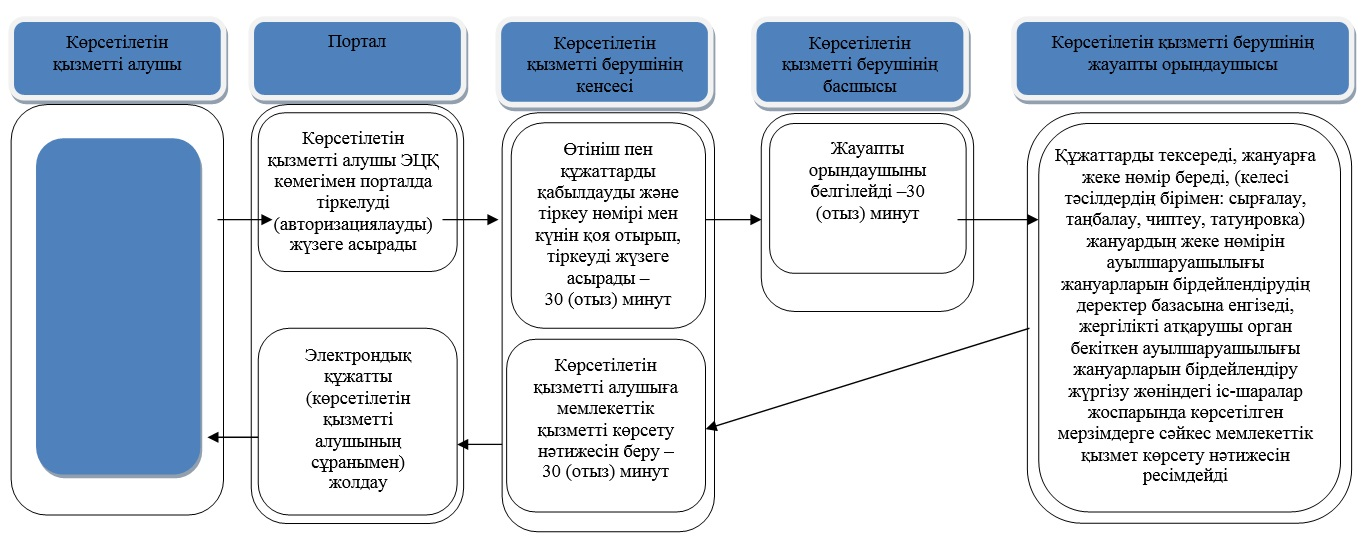 Көрсетілетін
қызметті алушы
Портал
Көрсетілетін
қызметті берушінің
кенсесі
Көрсетілетін
қызметті берушінің
басшысы
Көрсетілетін қызметті берушінің
жауапты орындаушысы
Көрсетілетін
қызметті алушы ЭЦҚ
көмегімен порталда
тіркелуді
(авторизациялауды)
жүзеге асырады
Өтініш пен
құжаттарды
қабылдауды және
тіркеу нөмірі мен
күнін қоя отырып,
тіркеуді жүзеге
асырады –
30 (отыз) минут
Жауапты
орындаушыны
белгілейді –30
(отыз) минут
Құжаттарды тексереді, жануарға
жеке нөмір береді, (келесі
тәсілдердің бірімен: сырғалау,
таңбалау, чиптеу, татуировка)
жануардың жеке нөмірін
ауылшаруашылығы
жануарларын бірдейлендірудің
деректер базасына енгізеді,
жергілікті атқарушы орган
бекіткен ауылшаруашылығы
жануарларын бірдейлендіру
жүргізу жөніндегі іс-шаралар
жоспарында көрсетілген
мерзімдерге сәйкес мемлекеттік
қызмет көрсету нәтижесін
ресімдейді
Көрсетілетін
қызметті алушыға
мемлекеттік
қызметті көрсету
нәтижесін беру –
30 (отыз) минут
Электрондық
құжатты
(көрсетілетін
қызметті
алушының
сұранымен)
жолдау